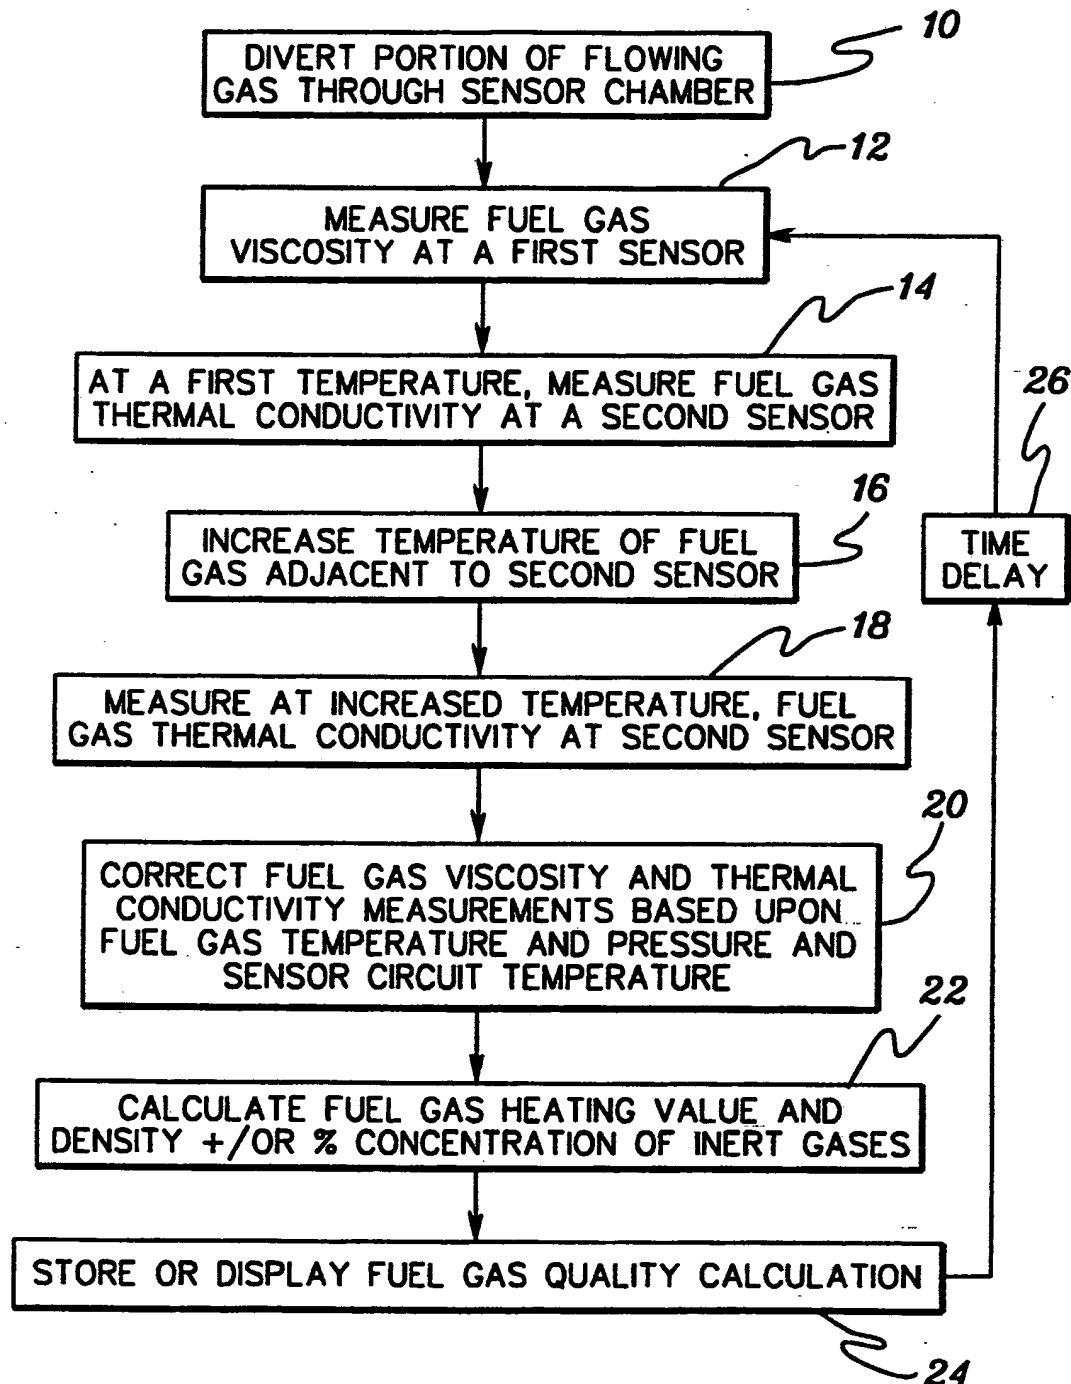 10
DIVERT PORTION OF FLOWING
GAS THROUGH SENSOR CHAMBER
12
MEASURE FUEL GAS
VISCOSITY AT A FIRST SENSOR
14
AT A FIRST TEMPERATURE, MEASURE FUEL GAS
THERMAL CONDUCTIVITY AT A SECOND SENSOR
26
16
INCREASE TEMPERATURE OF FUEL
GAS ADJACENT TO SECOND SENSOR
TIME
DELAY
18
MEASURE AT INCREASED TEMPERATURE, FUEL
GAS THERMAL CONDUCTIVITY AT SECOND SENSOR
20
CORRECT FUEL GAS VISCOSITY AND THERMAL
CONDUCTIVITY MEASUREMENTS BASED UPON
FUEL GAS TEMPERATURE AND PRESSURE AND
SENSOR CIRCUIT TEMPERATURE
22
CALCULATE FUEL GAS HEATING VALUE AND
DENSITY +/OR % CONCENTRATION OF INERT GASES
STORE OR DISPLAY FUEL GAS QUALITY CALCULATION
24